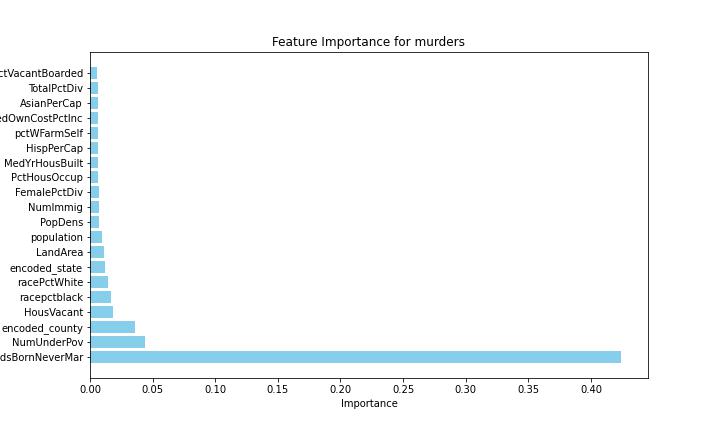 Feature Importance for murders
ctVacantBoarded
TotalPctDiv
AsianPerCap
edOwnCostPctInc
pctWFarmSelf
HispPerCap
MedYrHousBuilt
PctHousOccup
FemalePctDiv
NumImmig
PopDens
population
LandArea
encoded_state
racePctWhite
racepctblack
HousVacant
encoded_county
NumUnderPov
dsBornNeverMar
0.00 0.05 0.10 0.15 0.20 0.25 0.30 0.35 0.40
Importance